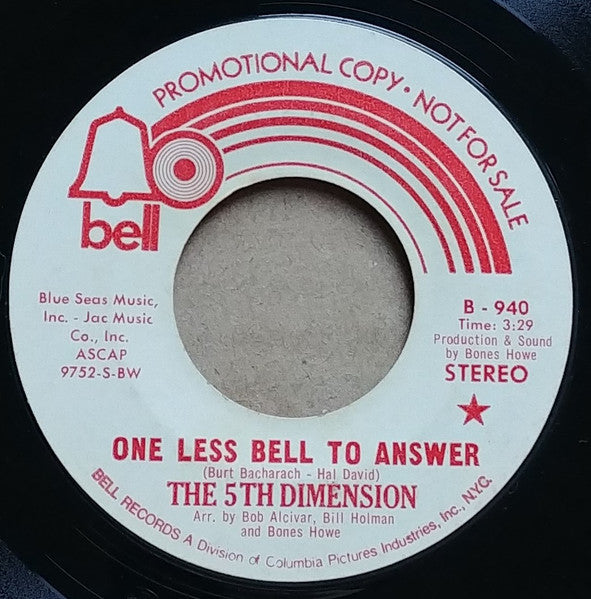 PROMOTIONAL COPY • NOT FOR SALE
bell
Blue Seas Music,
Inc. - Jac Music
Co., Inc.
ASCAP
9752-S-BW
B - 940
Time: 3:29
Production & Sound
by Bones Howe
STEREO
ONE LESS BELL TO ANSWER
(Burt Bacharach - Hal David)
THE 5TH DIMENSION
Arr. by Bob Alcivar, Bill Holman
and Bones Howe
BELL RECORDS A Division of Columbia Pictures Industries, Inc., N.Y.C.